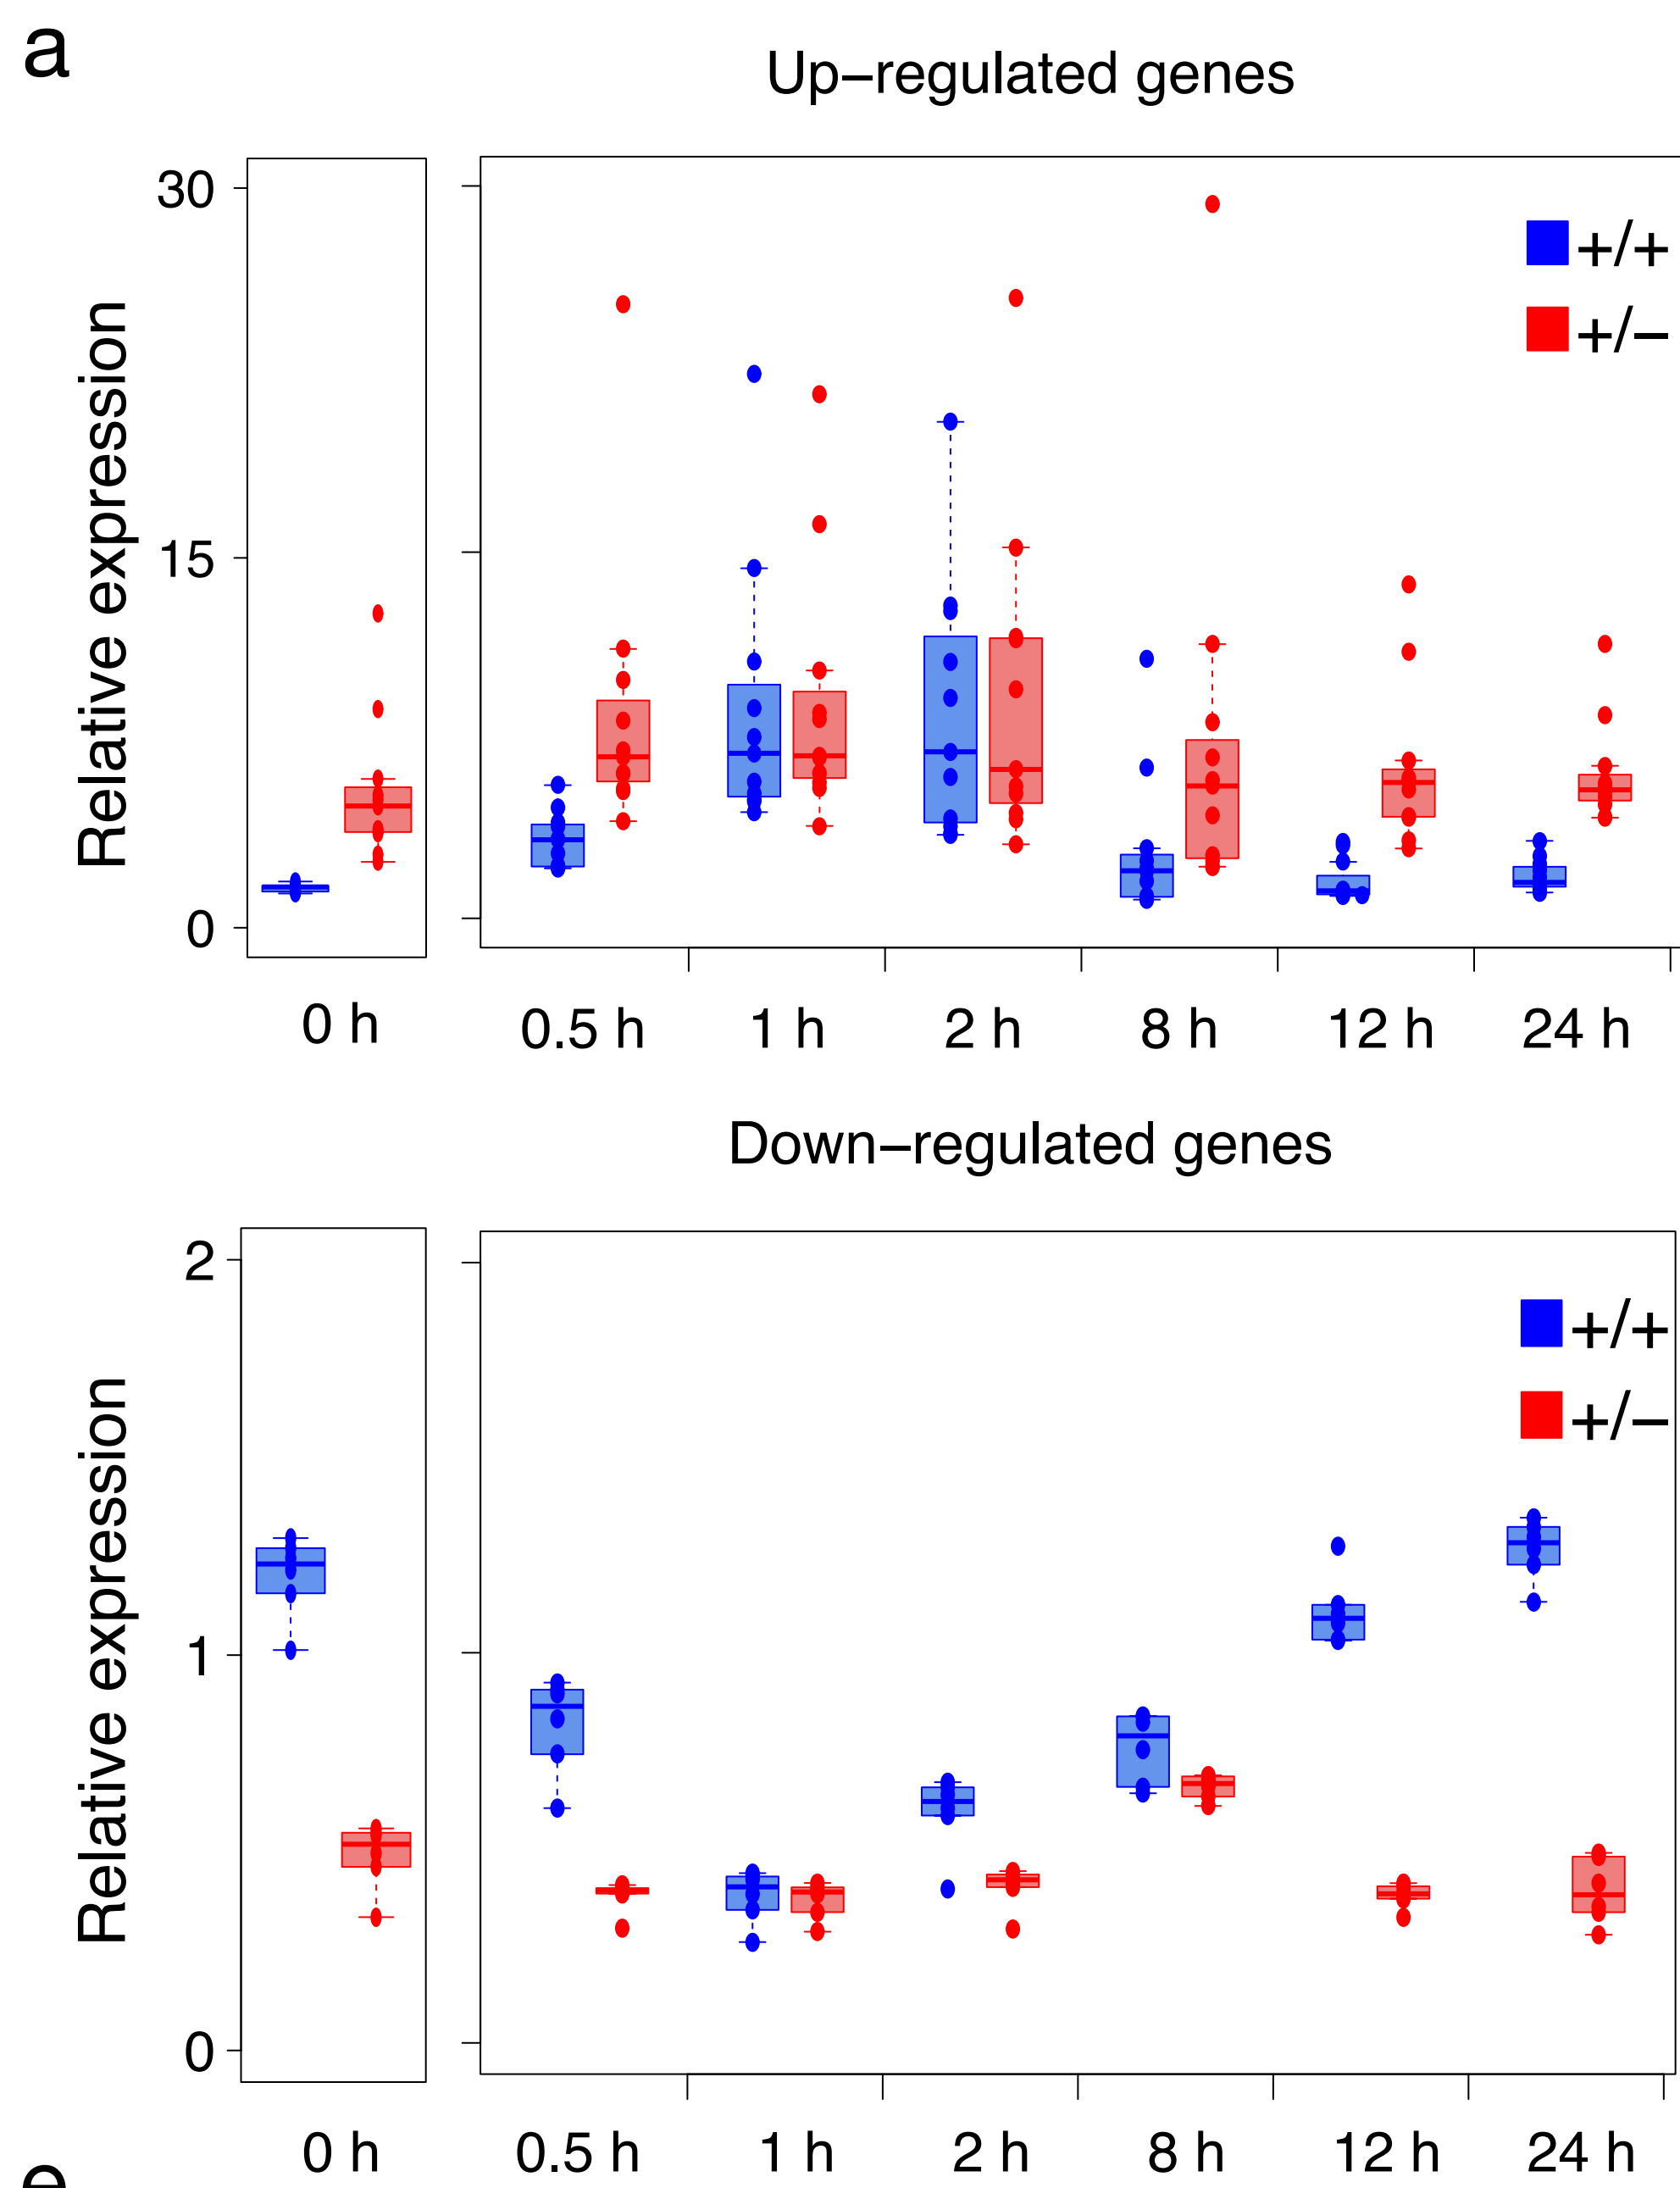 a
Up−regulated genes
Relative expression
30
15
0
+/+
+/−
0 h
0.5 h
1 h
2 h
8 h
12 h
24 h
Down−regulated genes
Relative expression
2
1
0
+/+
+/−
0 h
0.5 h
1 h
2 h
8 h
12 h
24 h